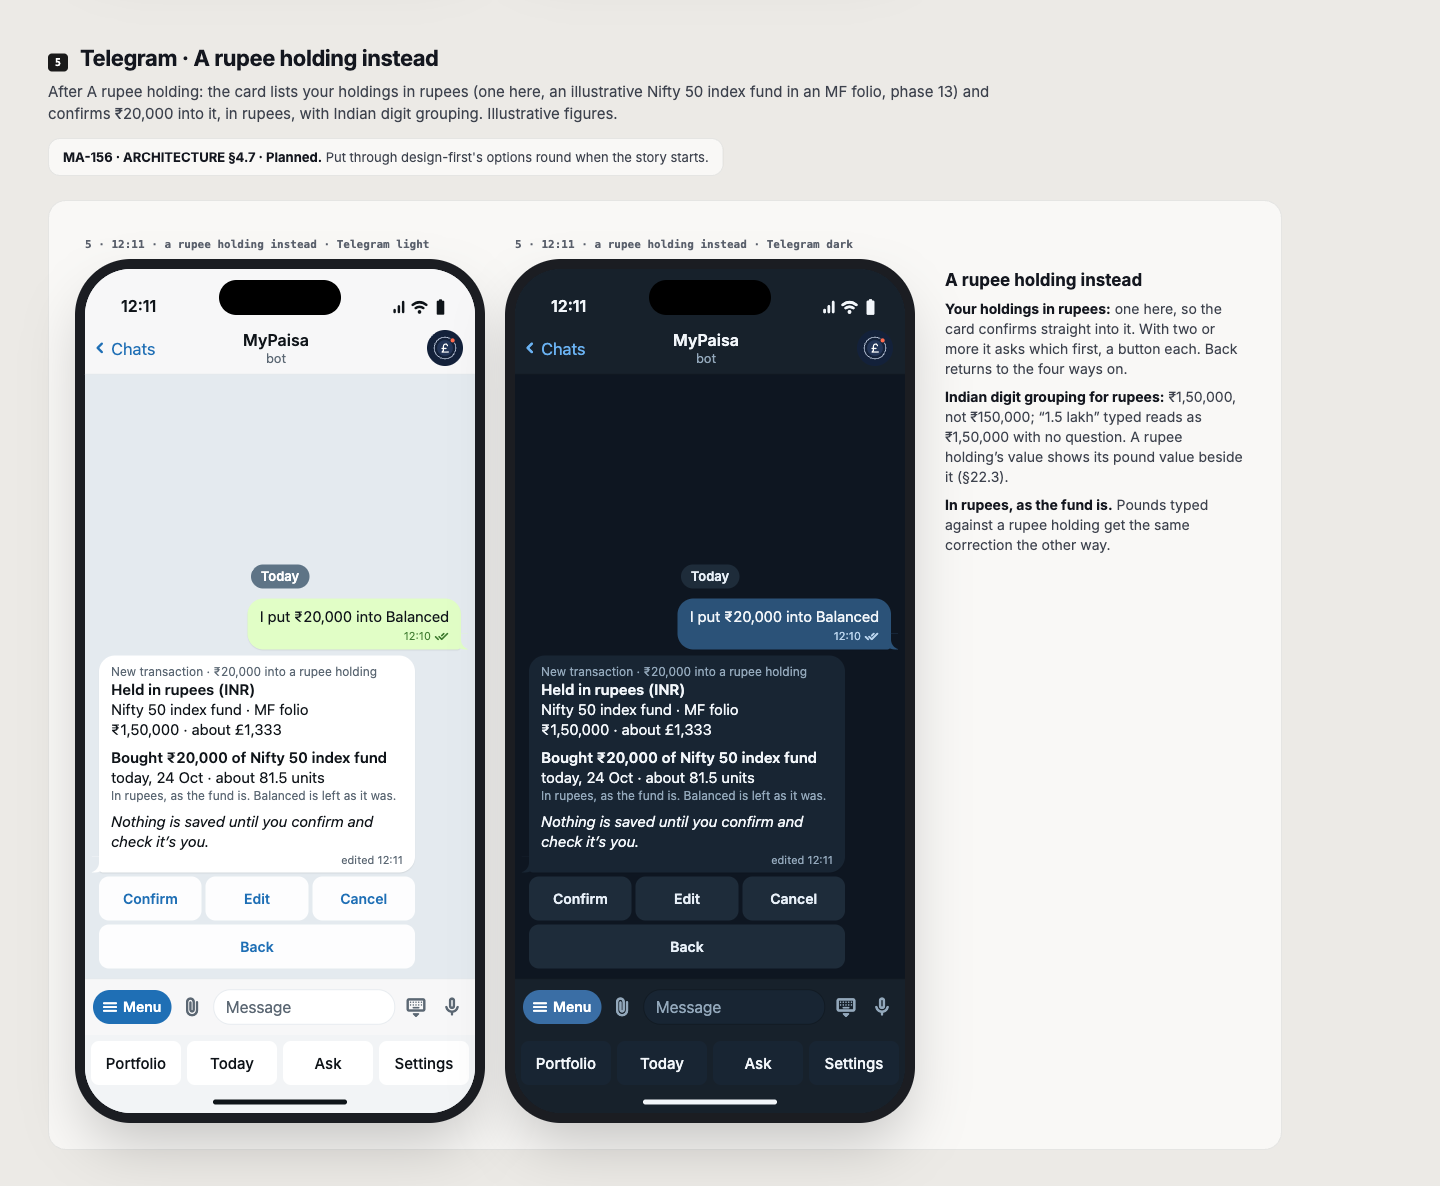 5 Telegram · A rupee holding instead
After A rupee holding: the card lists your holdings in rupees (one here, an illustrative Nifty 50 index fund in an MF folio, phase 13) and
confirms ₹20,000 into it, in rupees, with Indian digit grouping. Illustrative figures.
MA-156 · ARCHITECTURE §4.7 · Planned. Put through design-first's options round when the story starts.
5 · 12:11 · a rupee holding instead · Telegram light
12:11
Chats
MyPaisa
bot
£
Today
I put ₹20,000 into Balanced
12:10
New transaction · ₹20,000 into a rupee holding
Held in rupees (INR)
Nifty 50 index fund · MF folio
₹1,50,000 · about £1,333
Bought ₹20,000 of Nifty 50 index fund
today, 24 Oct · about 81.5 units
In rupees, as the fund is. Balanced is left as it was.
Nothing is saved until you confirm and
check it’s you.
edited 12:11
Confirm
Edit
Cancel
Back
Menu
Message
Portfolio
Today
Ask
Settings
5 · 12:11 · a rupee holding instead · Telegram dark
12:11
Chats
MyPaisa
bot
£
Today
I put ₹20,000 into Balanced
12:10
New transaction · ₹20,000 into a rupee holding
Held in rupees (INR)
Nifty 50 index fund · MF folio
₹1,50,000 · about £1,333
Bought ₹20,000 of Nifty 50 index fund
today, 24 Oct · about 81.5 units
In rupees, as the fund is. Balanced is left as it was.
Nothing is saved until you confirm and
check it’s you.
edited 12:11
Confirm
Edit
Cancel
Back
Menu
Message
Portfolio
Today
Ask
Settings
A rupee holding instead
Your holdings in rupees: one here, so the
card confirms straight into it. With two or
more it asks which first, a button each. Back
returns to the four ways on.
Indian digit grouping for rupees: ₹1,50,000,
not ₹150,000; “1.5 lakh” typed reads as
₹1,50,000 with no question. A rupee
holding’s value shows its pound value beside
it (§22.3).
In rupees, as the fund is. Pounds typed
against a rupee holding get the same
correction the other way.